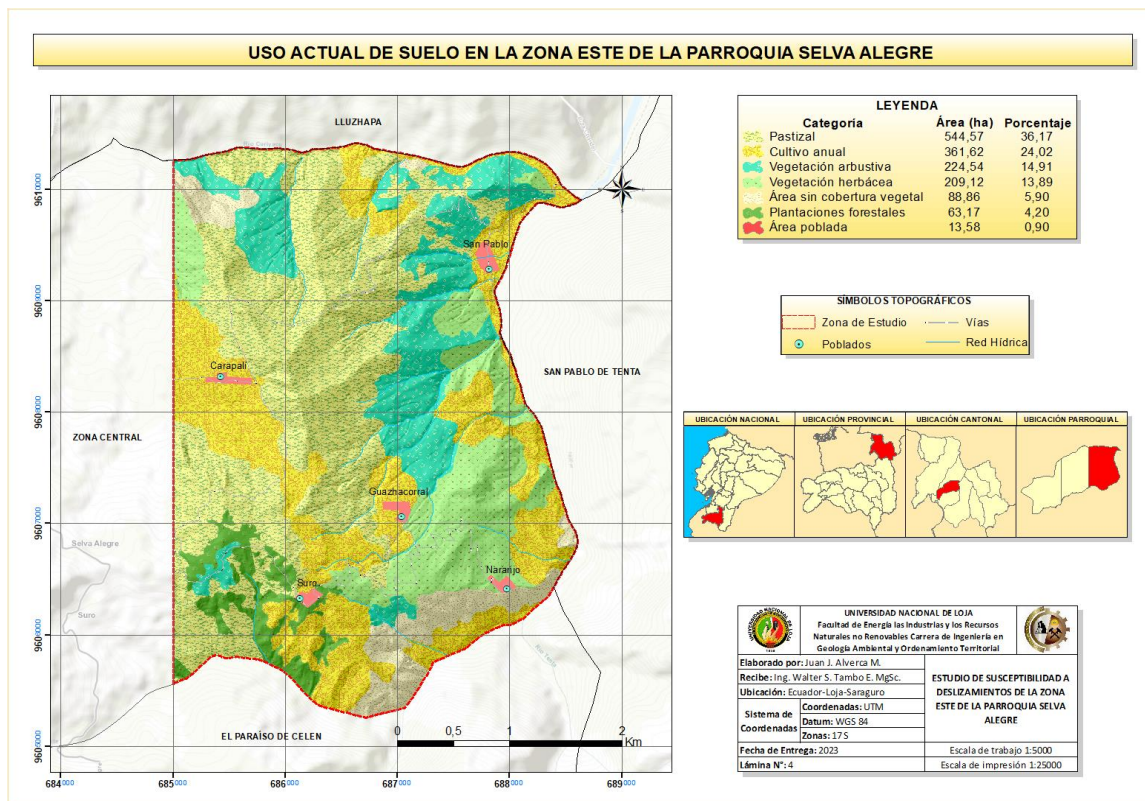 USO ACTUAL DE SUELO EN LA ZONA ESTE DE LA PARROQUIA SELVA ALEGRE
LLUZHAPA
San Pablo
Carapalí
SAN PABLO DE TENTA
ZONA CENTRAL
Guazhacorral
Selva Alegre
Naranjo
Suro
Suro
EL PARAÍSO DE CELEN
0 0,5 1 2
Km
9610000
9609000
9608000
9607000
9606000
9605000
684000 685000 686000 687000 688000 689000
LEYENDA
Categoría Área (ha) Porcentaje
Pastizal 544,57 36,17
Cultivo anual 361,62 24,02
Vegetación arbustiva 224,54 14,91
Vegetación herbácea 209,12 13,89
Área sin cobertura vegetal 88,86 5,90
Plantaciones forestales 63,17 4,20
Área poblada 13,58 0,90
SÍMBOLOS TOPOGRÁFICOS
Zona de Estudio Vías
Poblados Red Hídrica
UBICACIÓN NACIONAL UBICACIÓN PROVINCIAL UBICACIÓN CANTONAL UBICACIÓN PARROQUIAL
UNIVERSIDAD NACIONAL DE LOJA
Facultad de Energía las Industrias y los Recursos
Naturales no Renovables Carrera de Ingeniería en
Geología Ambiental y Ordenamiento Territorial
Elaborado por: Juan J. Alverca M.
Recibe: Ing. Walter S. Tambo E. MgSc.
Ubicación: Ecuador-Loja-Saraguro
Sistema de
Coordenadas
Coordenadas: UTM
Datum: WGS 84
Zonas: 17 S
Fecha de Entrega: 2023
Lámina N°: 4
ESTUDIO DE SUSCEPTIBILIDAD A
DESLIZAMIENTOS DE LA ZONA
ESTE DE LA PARROQUIA SELVA
ALEGRE
Escala de trabajo 1:5000
Escala de impresión 1:25000